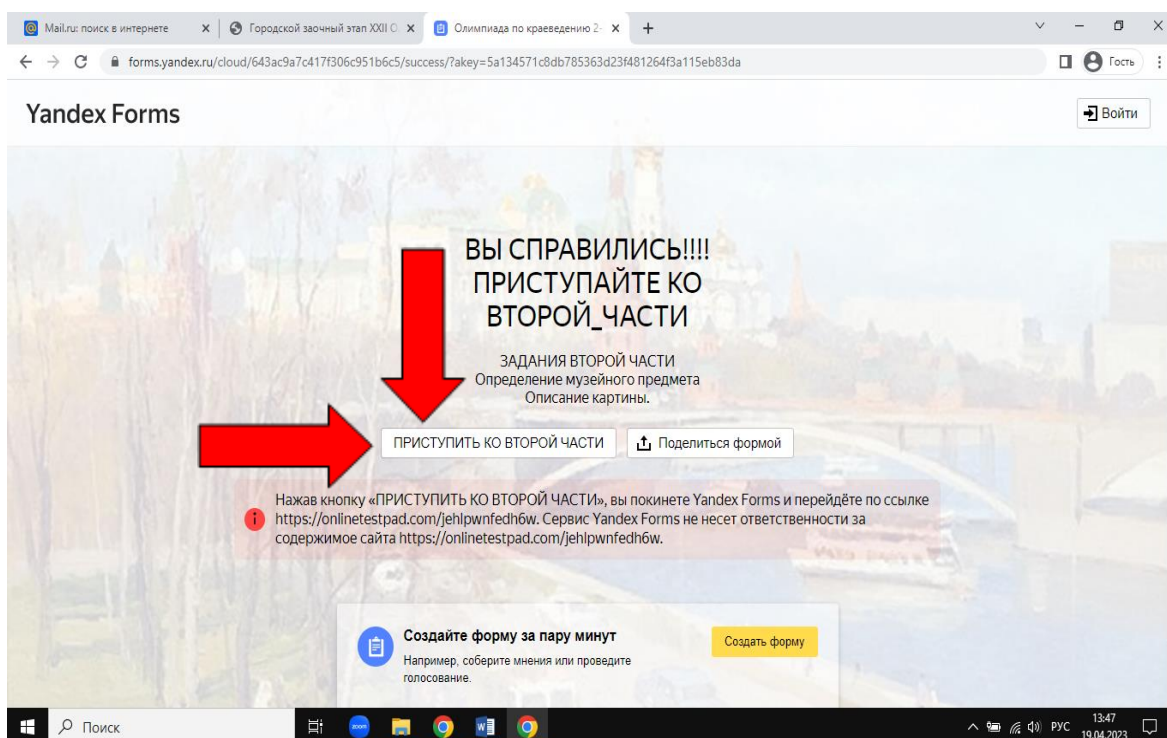 Mail.ru: поиск в интернете
Городской заочный этап XXII О
Олимпиада по краеведению 2-
forms.yandex.ru/cloud/643ac9a7c417f306c951b6c5/success/?akey=5a134571c8db785363d23f481264f3a115eb83da
Гость
Yandex Forms
Войти
ВЫ СПРАВИЛИСЬ!!!!
ПРИСТУПАЙТЕ КО
ВТОРОЙ_ЧАСТИ
ЗАДАНИЯ ВТОРОЙ ЧАСТИ
Определение музейного предмета
Описание картины.
ПРИСТУПИТЬ КО ВТОРОЙ ЧАСТИ
Поделиться формой
Нажав кнопку «ПРИСТУПИТЬ КО ВТОРОЙ ЧАСТИ», вы покинете Yandex Forms и перейдёте по ссылке
https://onlinetestpad.com/jehlpwnfedh6w. Сервис Yandex Forms не несет ответственности за
содержимое сайта https://onlinetestpad.com/jehlpwnfedh6w.
Создайте форму за пару минут
Например, соберите мнения или проведите
голосование.
Создать форму
Поиск
zoom
РУС
13:47
19.04.2023